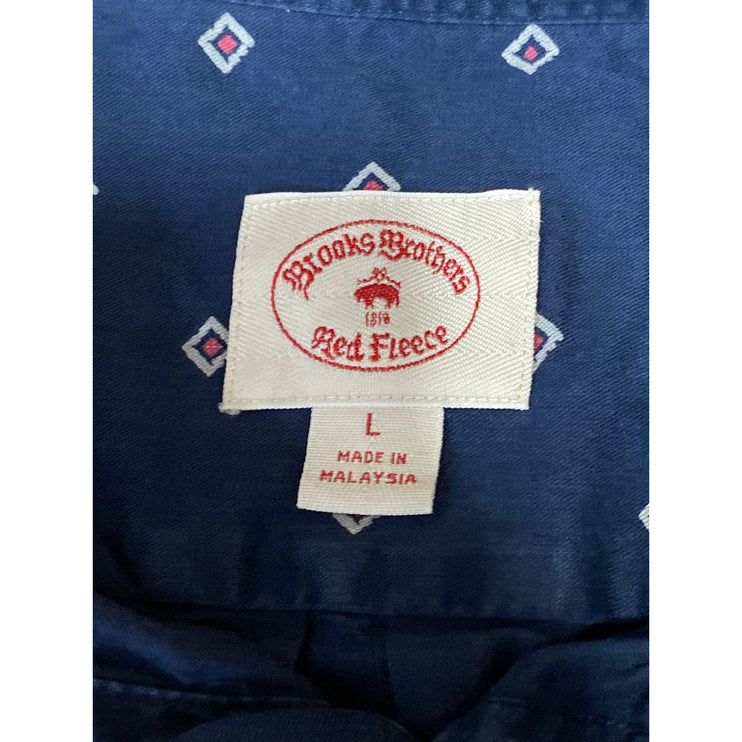 Brooks Brothers
1818
Red Fleece
L
MADE IN
MALAYSIA